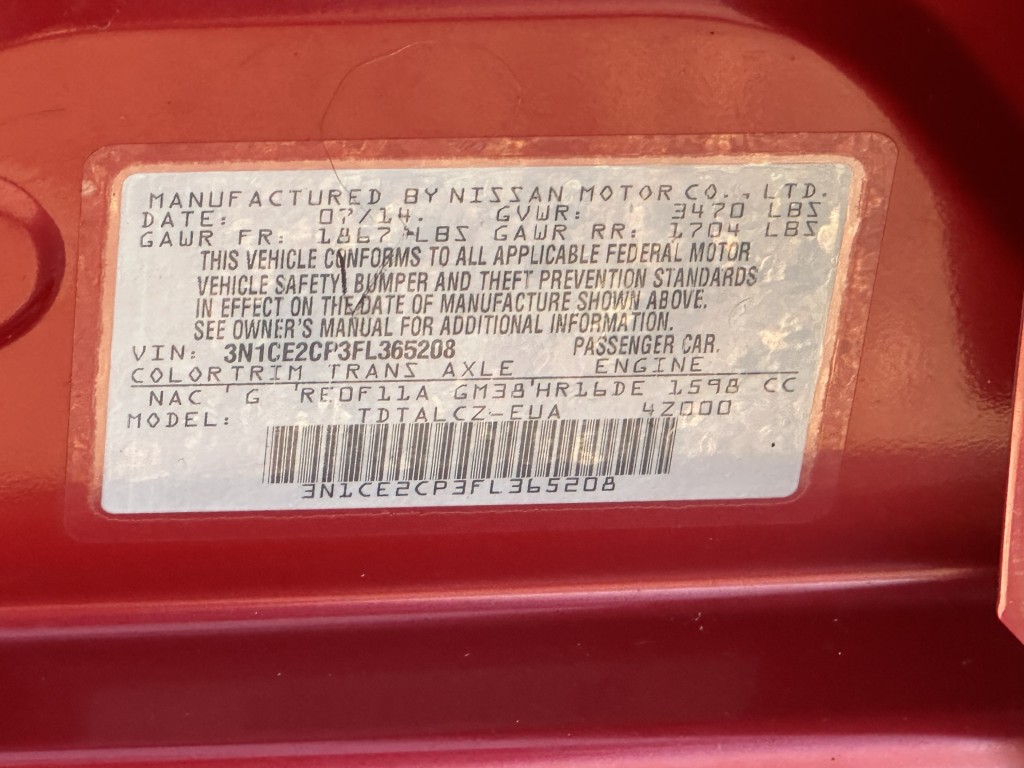 MANUFACTURED BY NISSAN MOTOR CO., LTD.
DATE: 07/14. GVWR: 3470 LBS
GAWR FR: 1867 LBS GAWR RR: 1704 LBS
THIS VEHICLE CONFORMS TO ALL APPLICABLE FEDERAL MOTOR
VEHICLE SAFETY, BUMPER AND THEFT PREVENTION STANDARDS
IN EFFECT ON THE DATE OF MANUFACTURE SHOWN ABOVE.
SEE OWNER'S MANUAL FOR ADDITIONAL INFORMATION.
VIN: 3N1CE2CP3FL365208 PASSENGER CAR.
COLOR TRIM TRANS AXLE ENGINE
NAC G RE0F11A GM38 HR16DE 1598 CC
MODEL: TDTALCZ-EUA 4Z000
3N1CE2CP3FL365208